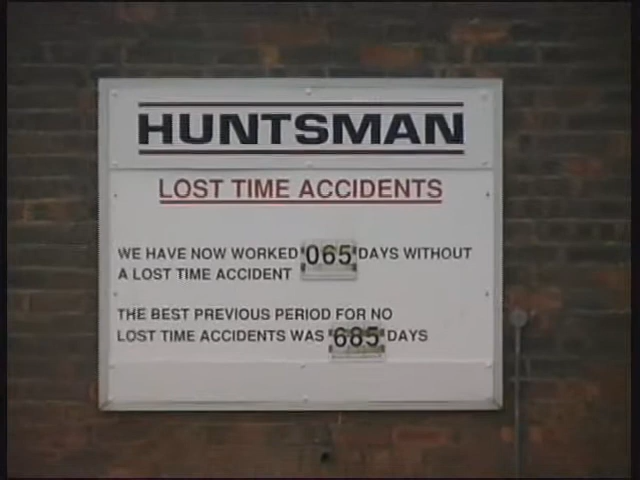 HUNTSMAN
LOST TIME ACCIDENTS
WE HAVE NOW WORKED 065 DAYS WITHOUT
A LOST TIME ACCIDENT
THE BEST PREVIOUS PERIOD FOR NO
LOST TIME ACCIDENTS WAS 685 DAYS